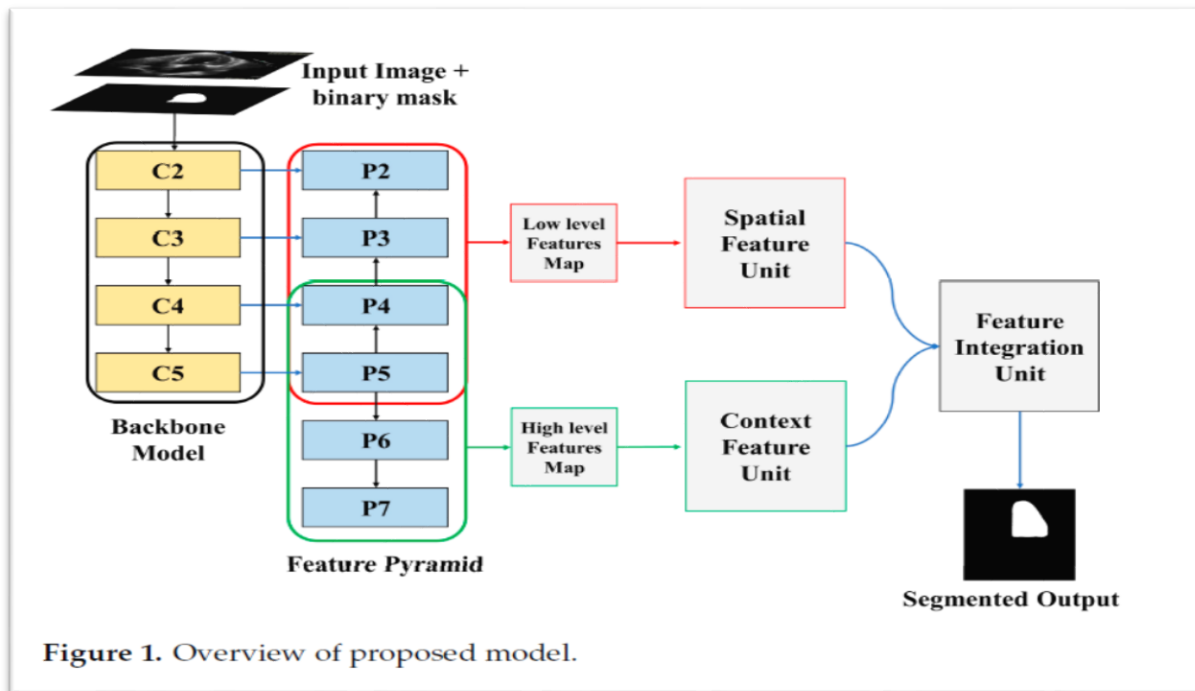 Input Image +
binary mask
C2
C3
C4
C5
Backbone
Model
P2
P3
P4
P5
P6
P7
Feature Pyramid
Low level
Features
Map
High level
Features
Map
Spatial
Feature
Unit
Context
Feature
Unit
Feature
Integration
Unit
Segmented Output
Figure 1. Overview of proposed model.